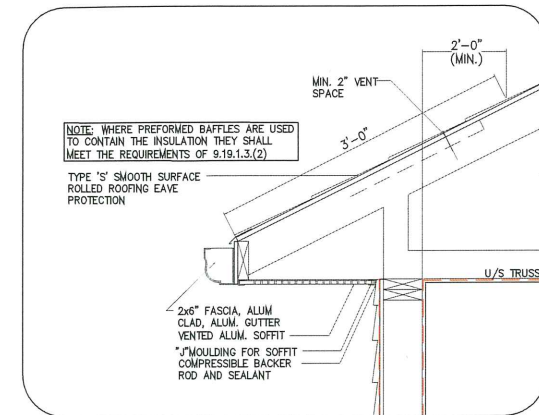 2'-0"
(MIN.)
MIN. 2" VENT
SPACE
3'-0"
NOTE: WHERE PREFORMED BAFFLES ARE USED
TO CONTAIN THE INSULATION THEY SHALL
MEET THE REQUIREMENTS OF 9.19.1.3.(2)
TYPE 'S' SMOOTH SURFACE
ROLLED ROOFING EAVE
PROTECTION
U/S TRUSS
2x6" FASCIA, ALUM
CLAD, ALUM. GUTTER
VENTED ALUM. SOFFIT
"J"MOULDING FOR SOFFIT
COMPRESSIBLE BACKER
ROD AND SEALANT